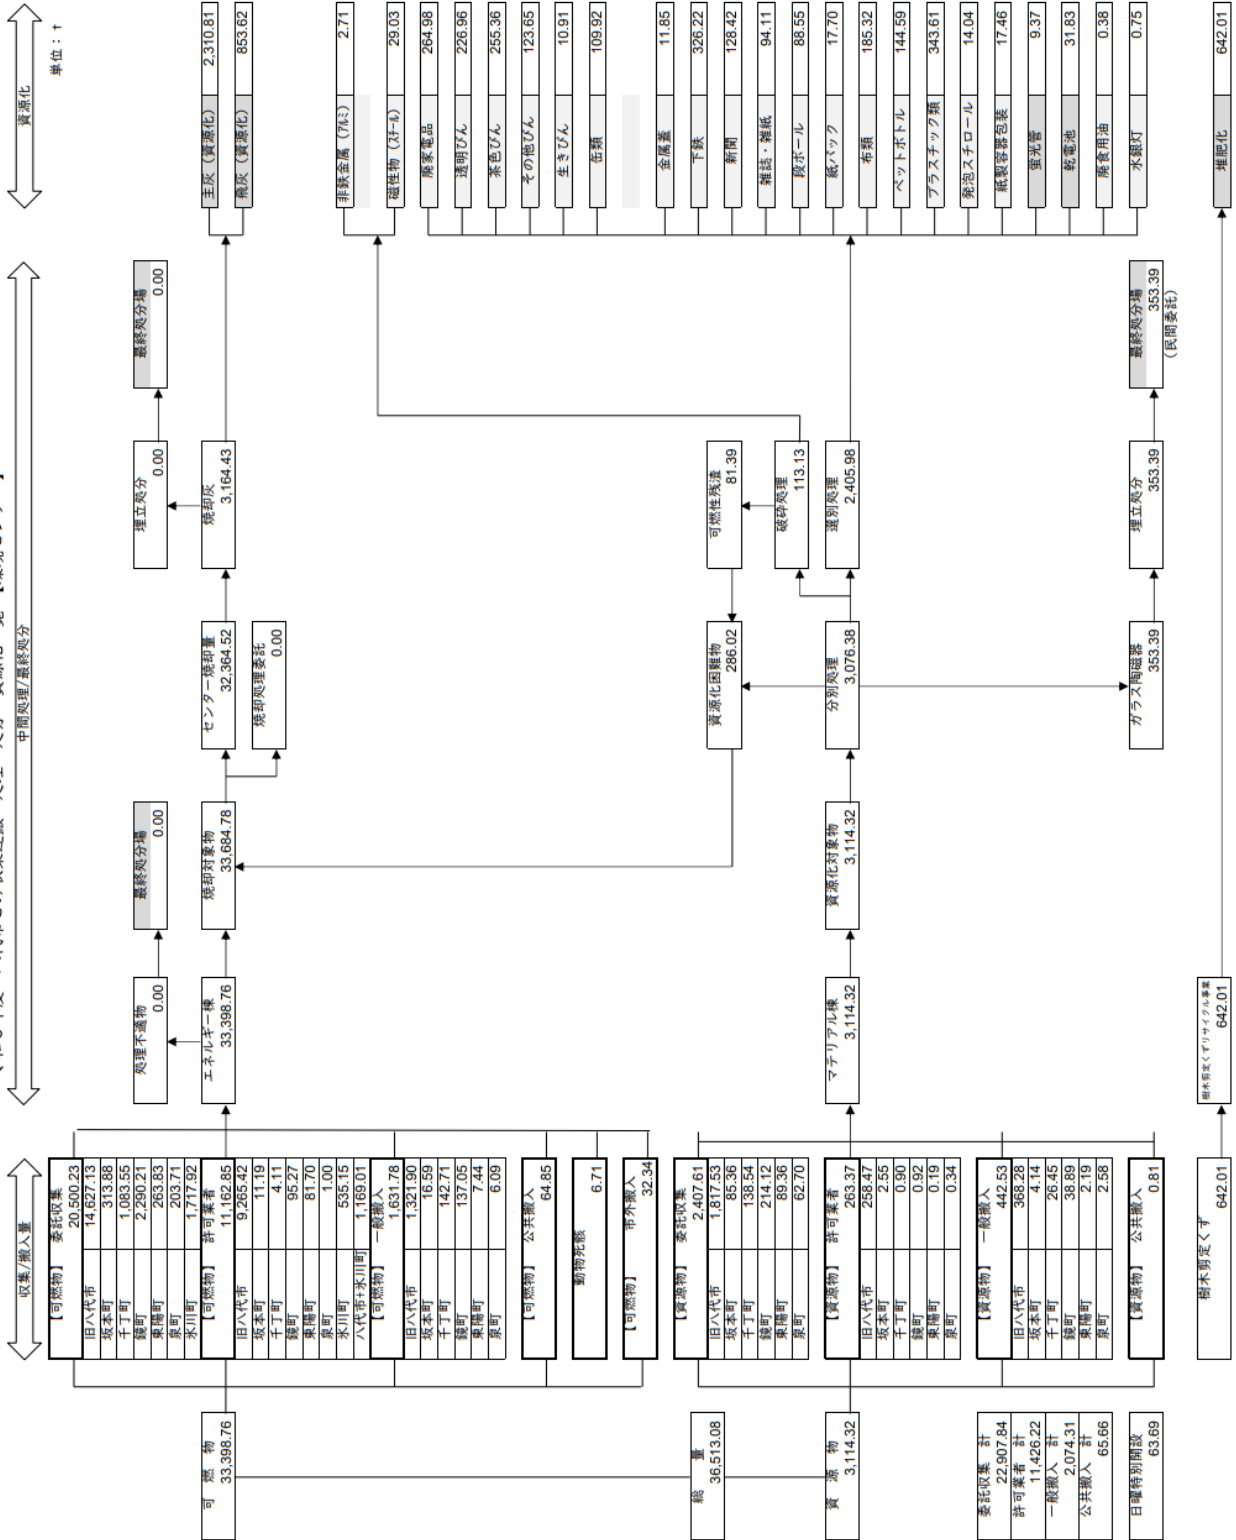 収集/搬入量
中間処理/最終処分
資源化
単位：t
可 燃 物
33,398.76
総 量
36,513.08
資 源 物
3,114.32
委託収集 計
22,907.84
許可業者 計
11,426.22
一般搬入 計
2,074.31
公共搬入 計
65.66
日曜特別開設
63.69
【可燃物】 委託収集
20,500.23
旧八代市 14,627.13
坂本町 313.88
千丁町 1,083.55
鏡町 2,290.21
東陽町 263.83
泉町 203.71
氷川町 1,717.92
【可燃物】 許可業者
11,162.85
旧八代市 9,265.42
坂本町 11.19
千丁町 4.11
鏡町 95.27
東陽町 81.70
泉町 1.00
氷川町 535.15
八代市+氷川町 1,169.01
【可燃物】 一般搬入
1,631.78
旧八代市 1,321.90
坂本町 16.59
千丁町 142.71
鏡町 137.05
東陽町 7.44
泉町 6.09
【可燃物】 公共搬入
64.85
動物死骸
6.71
【可燃物】 市外搬入
32.34
【資源物】 委託収集
2,407.61
旧八代市 1,817.53
坂本町 85.36
千丁町 138.54
鏡町 214.12
東陽町 89.36
泉町 62.70
【資源物】 許可業者
263.37
旧八代市 258.47
坂本町 2.55
千丁町 0.90
鏡町 0.92
東陽町 0.19
泉町 0.34
【資源物】 一般搬入
442.53
旧八代市 368.28
坂本町 4.14
千丁町 26.45
鏡町 38.89
東陽町 2.19
泉町 2.58
【資源物】 公共搬入
0.81
樹木剪定くず
642.01
処理不適物
0.00
最終処分場
0.00
エネルギー棟
33,398.76
焼却対象物
33,684.78
センター焼却量
32,364.52
焼却処理委託
0.00
焼却灰
3,164.43
埋立処分
0.00
最終処分場
0.00
マテリアル棟
3,114.32
資源化対象物
3,114.32
分別処理
3,076.38
資源化困難物
286.02
可燃性残渣
81.39
破砕処理
113.13
選別処理
2,405.98
ガラス陶磁器
353.39
埋立処分
353.39
最終処分場
353.39
（民間委託）
樹木剪定くずリサイクル事業
642.01
主灰（資源化） 2,310.81
飛灰（資源化） 853.62
非鉄金属（アルミ） 2.71
磁性物（スチール） 29.03
廃家電品 264.98
透明びん 226.96
茶色びん 255.36
その他びん 123.65
生きびん 10.91
缶類 109.92
金属蓋 11.85
下鉄 326.22
新聞 128.42
雑誌・雑紙 94.11
段ボール 88.55
紙パック 17.70
布類 185.32
ペットボトル 144.59
プラスチック類 343.61
発泡スチロール 14.04
紙製容器包装 17.46
蛍光管 9.37
乾電池 31.83
廃食用油 0.38
水銀灯 0.75
堆肥化 642.01